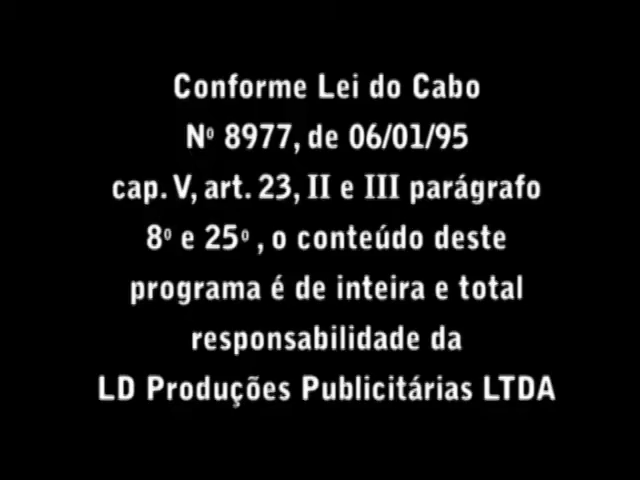 Conforme Lei do Cabo
Nº 8977, de 06/01/95
cap. V, art. 23, II e III parágrafo
8º e 25º , o conteúdo deste
programa é de inteira e total
responsabilidade da
LD Produções Publicitárias LTDA